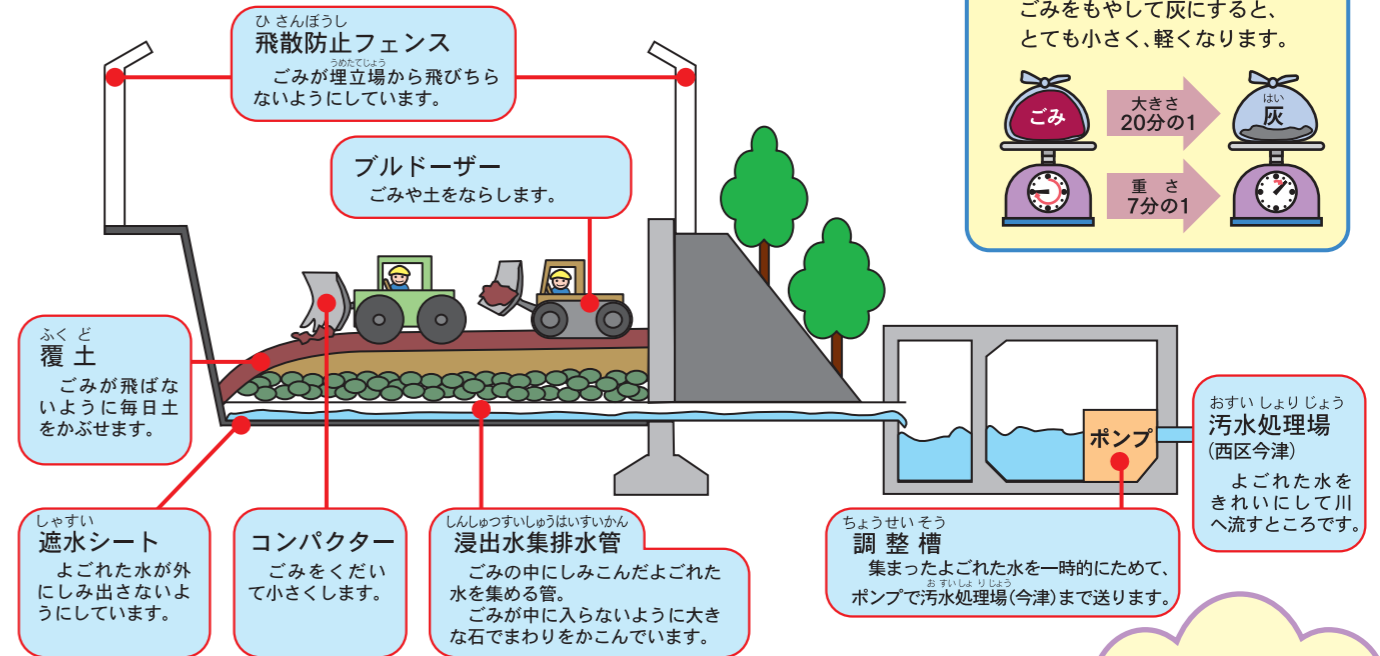 ひ さんぼうし
飛散防止フェンス
うめたてじょう
ごみが埋立場から飛びちら
ないようにしています。
ごみをもやして灰にすると、
とても小さく、軽くなります。
ごみ
大きさ
20分の1
はい
灰
重 さ
7分の1
ブルドーザー
ごみや土をならします。
ふく ど
覆 土
ごみが飛ばな
いように毎日土
をかぶせます。
しゃすい
遮水シート
よごれた水が外
にしみ出さないよ
うにしています。
コンパクター
ごみをくだい
て小さくします。
しんしゅつすいしゅうはいすいかん
浸出水集排水管
ごみの中にしみこんだよごれた
水を集める管。
ごみが中に入らないように大き
な石でまわりをかこんでいます。
ポンプ
ちょうせい そう
調 整 槽
集まったよごれた水を一時的にためて、
お すいしょ り じょう
ポンプで汚水処理場(今津)まで送ります。
おすい しょり じょう
汚水処理場
(西区今津)
よごれた水を
きれいにして川
へ流すところです。